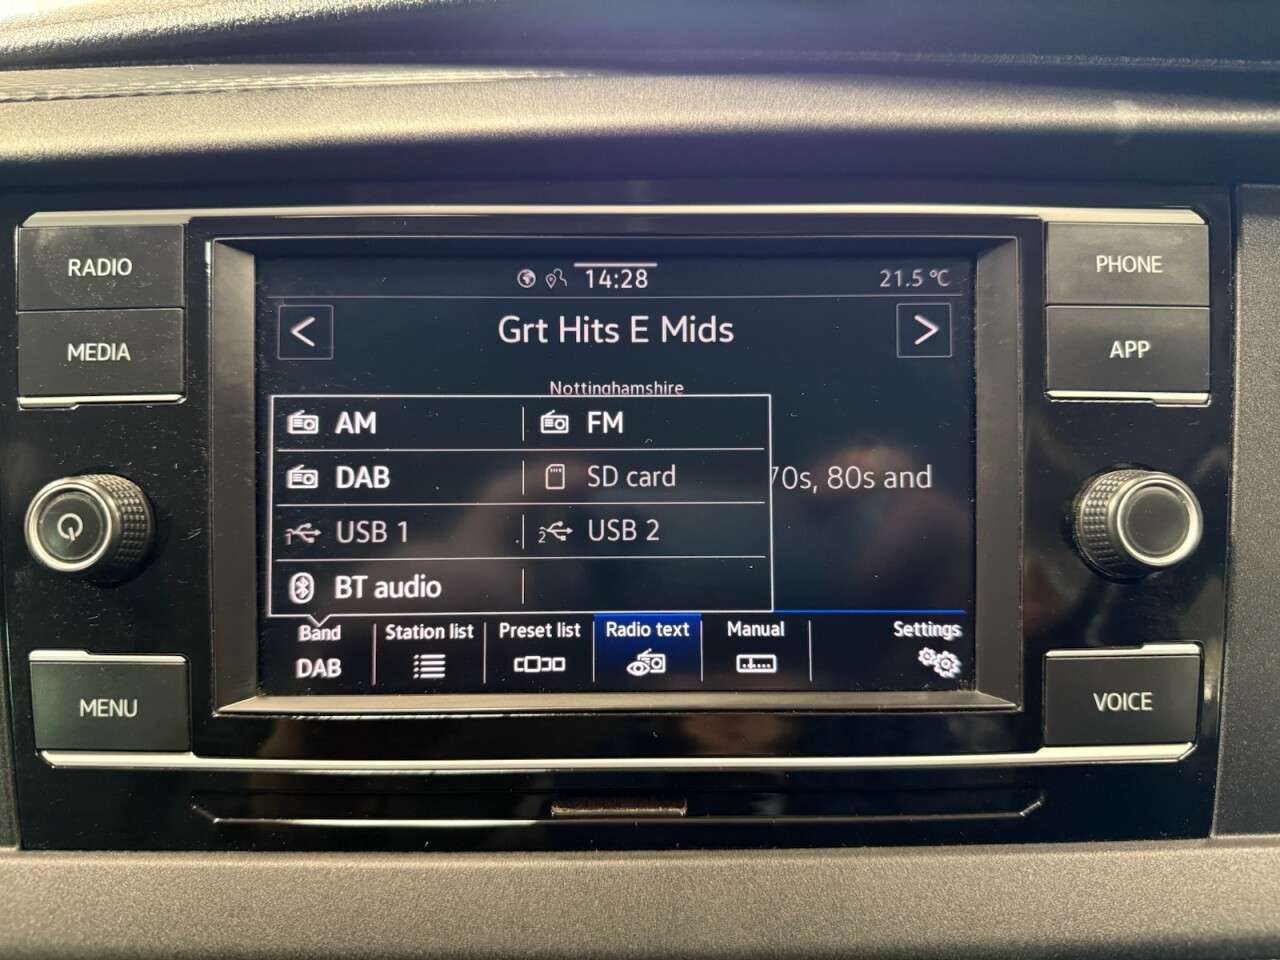 RADIO
MEDIA
MENU
14:28
21.5 °C
<
Grt Hits E Mids
>
Nottinghamshire
AM
FM
DAB
SD card
70s, 80s and
1 USB 1
2 USB 2
BT audio
Band
DAB
Station list
Preset list
Radio text
Manual
Settings
PHONE
APP
VOICE